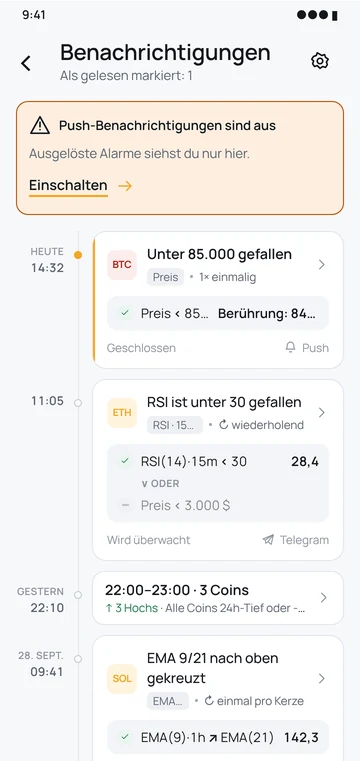 9:41
Benachrichtigungen
Als gelesen markiert: 1
Push-Benachrichtigungen sind aus
Ausgelöste Alarme siehst du nur hier.
Einschalten →
HEUTE
14:32
BTC
Unter 85.000 gefallen
Preis • 1× einmalig
✓ Preis < 85… Berührung: 84…
Geschlossen Push
11:05
ETH
RSI ist unter 30 gefallen
RSI · 15… • wiederholend
✓ RSI(14)·15m < 30 28,4
∨ ODER
– Preis < 3.000 $
Wird überwacht Telegram
GESTERN
22:10
22:00–23:00 · 3 Coins
↑ 3 Hochs · Alle Coins 24h-Tief oder -…
28. SEPT.
09:41
SOL
EMA 9/21 nach oben
gekreuzt
EMA… • einmal pro Kerze
✓ EMA(9)·1h ↗ EMA(21) 142,3